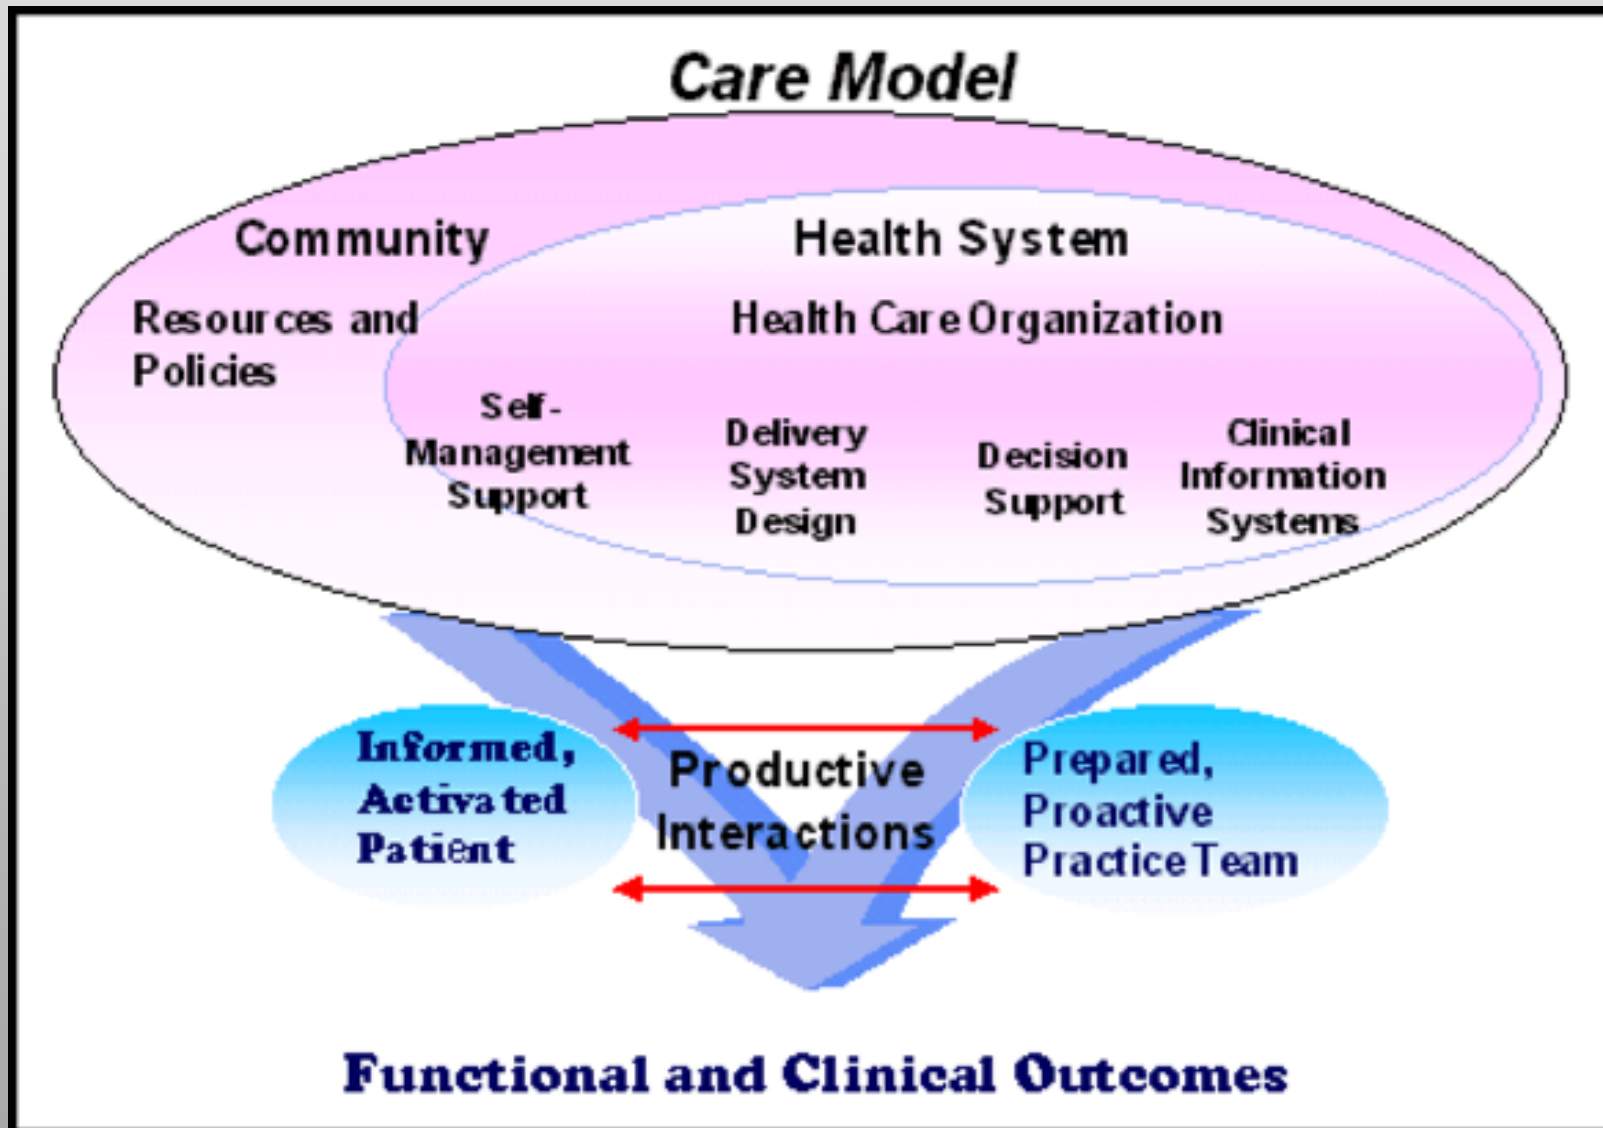 Care Model
Community
Health System
Resources and
Policies
Health Care Organization
Self-
Management
Support
Delivery
System
Design
Decision
Support
Clinical
Information
Systems
Informed,
Activated
Patient
Productive
Interactions
Prepared,
Proactive
Practice Team
Functional and Clinical Outcomes